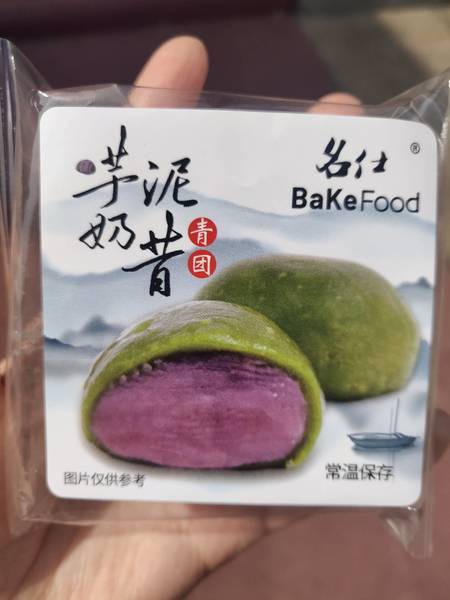 芋泥
奶昔
青团
名仕®
BaKeFood
图片仅供参考
常温保存